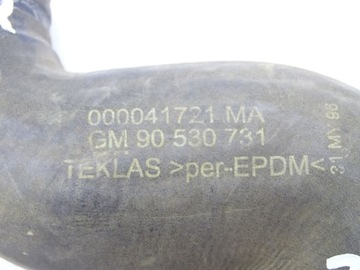 000041721 MA
GM 90 530 731
TEKLAS >per-EPDM<
31 MY 96